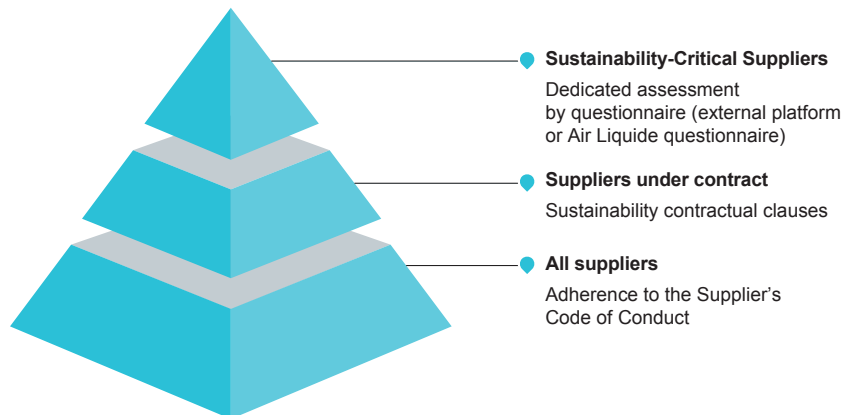 Sustainability-Critical Suppliers
Dedicated assessment
by questionnaire (external platform
or Air Liquide questionnaire)
Suppliers under contract
Sustainability contractual clauses
All suppliers
Adherence to the Supplier’s
Code of Conduct